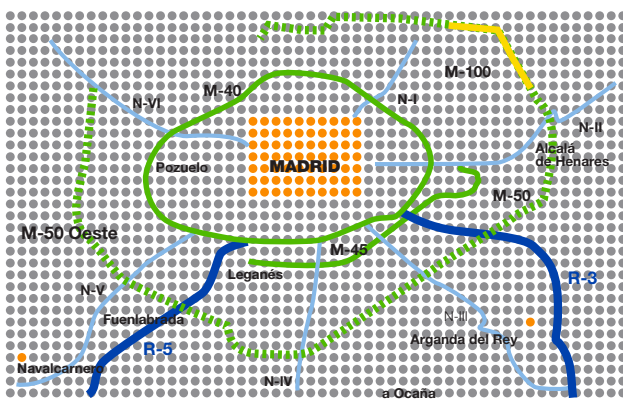 M-100
M-40
N-VI
N-I
N-II
Alcalá
de Henares
Pozuelo
MADRID
M-50
M-50 Oeste
M-45
Leganés
R-3
N-V
Fuenlabrada
N-III
Arganda del Rey
R-5
Navalcarnero
N-IV
a Ocaña